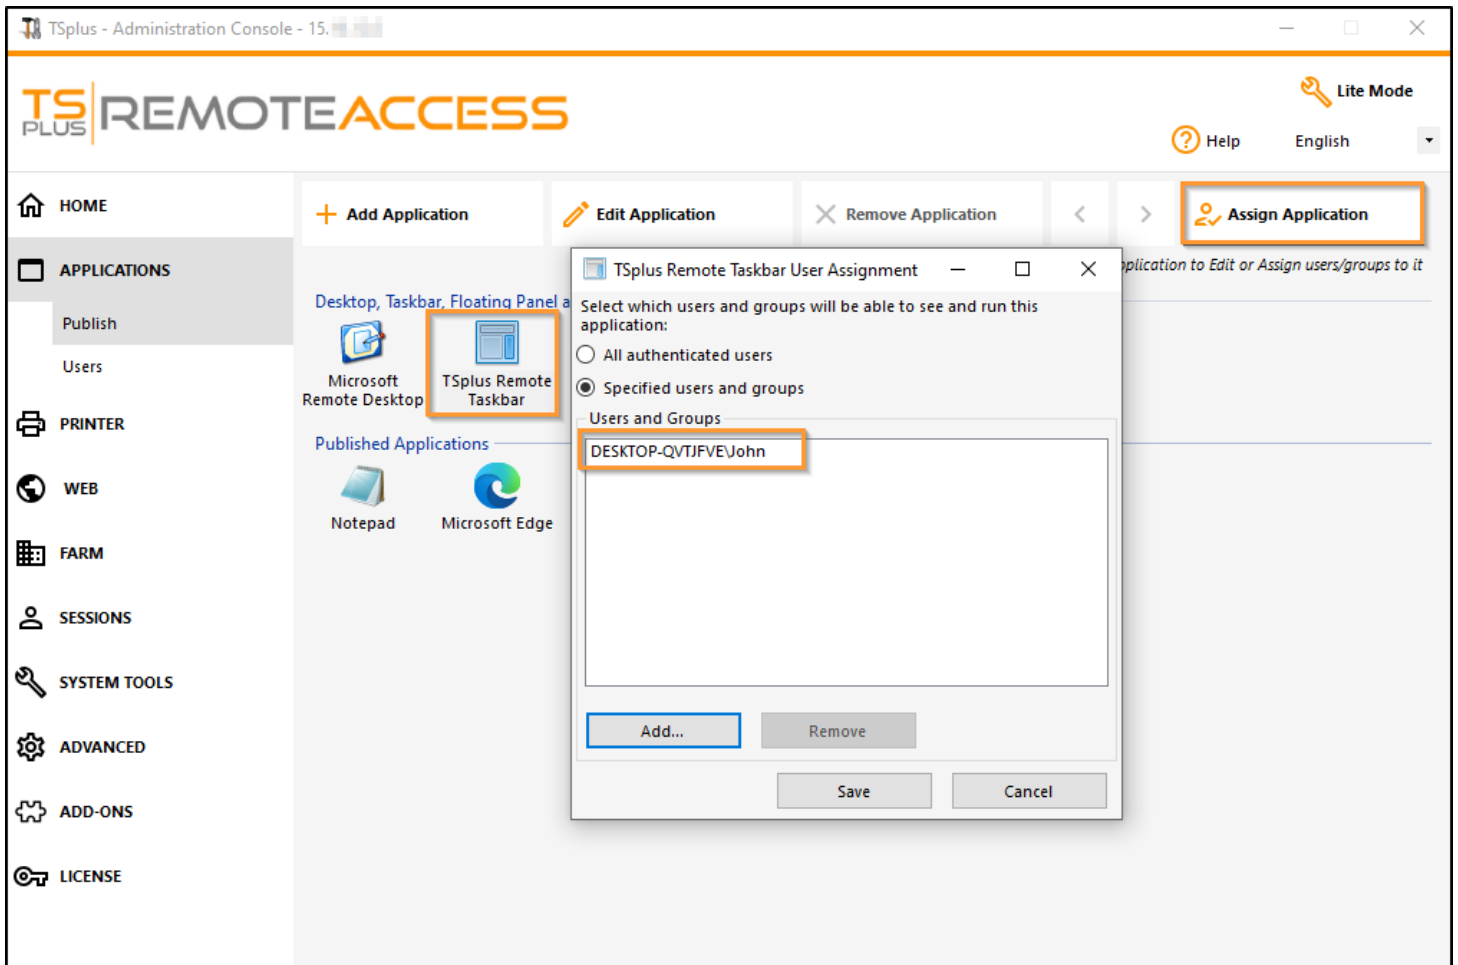 TSplus - Administration Console - 15.
TS PLUS REMOTEACCESS
Lite Mode
Help
English
HOME
APPLICATIONS
Publish
Users
PRINTER
WEB
FARM
SESSIONS
SYSTEM TOOLS
ADVANCED
ADD-ONS
LICENSE
Add Application
Edit Application
Remove Application
Assign Application
pplication to Edit or Assign users/groups to it
Desktop, Taskbar, Floating Panel a
Microsoft
Remote Desktop
TSplus Remote
Taskbar
Published Applications
Notepad
Microsoft Edge
TSplus Remote Taskbar User Assignment
Select which users and groups will be able to see and run this
application:
All authenticated users
Specified users and groups
Users and Groups
DESKTOP-QVTJFVE\John
Add...
Remove
Save
Cancel